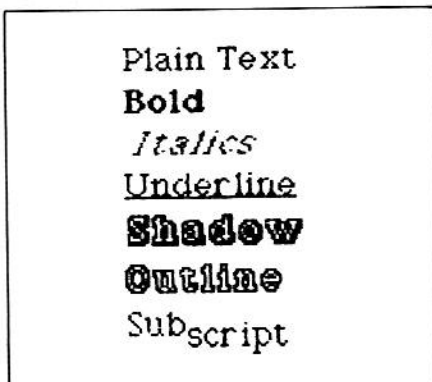 Plain Text
Bold
Italics
Underline
Shadow
Outline
Subscript